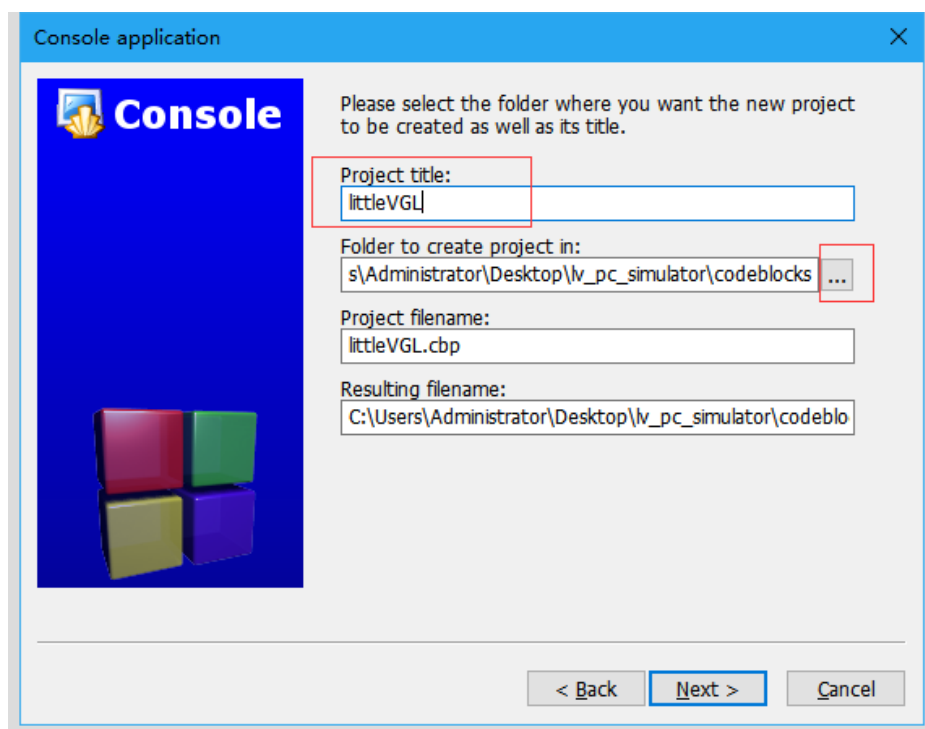 Console application
Console
Please select the folder where you want the new project
to be created as well as its title.
Project title:
littleVGL
Folder to create project in:
s\Administrator\Desktop\lv_pc_simulator\codeblocks
...
Project filename:
littleVGL.cbp
Resulting filename:
C:\Users\Administrator\Desktop\lv_pc_simulator\codeblo
< Back
Next >
Cancel